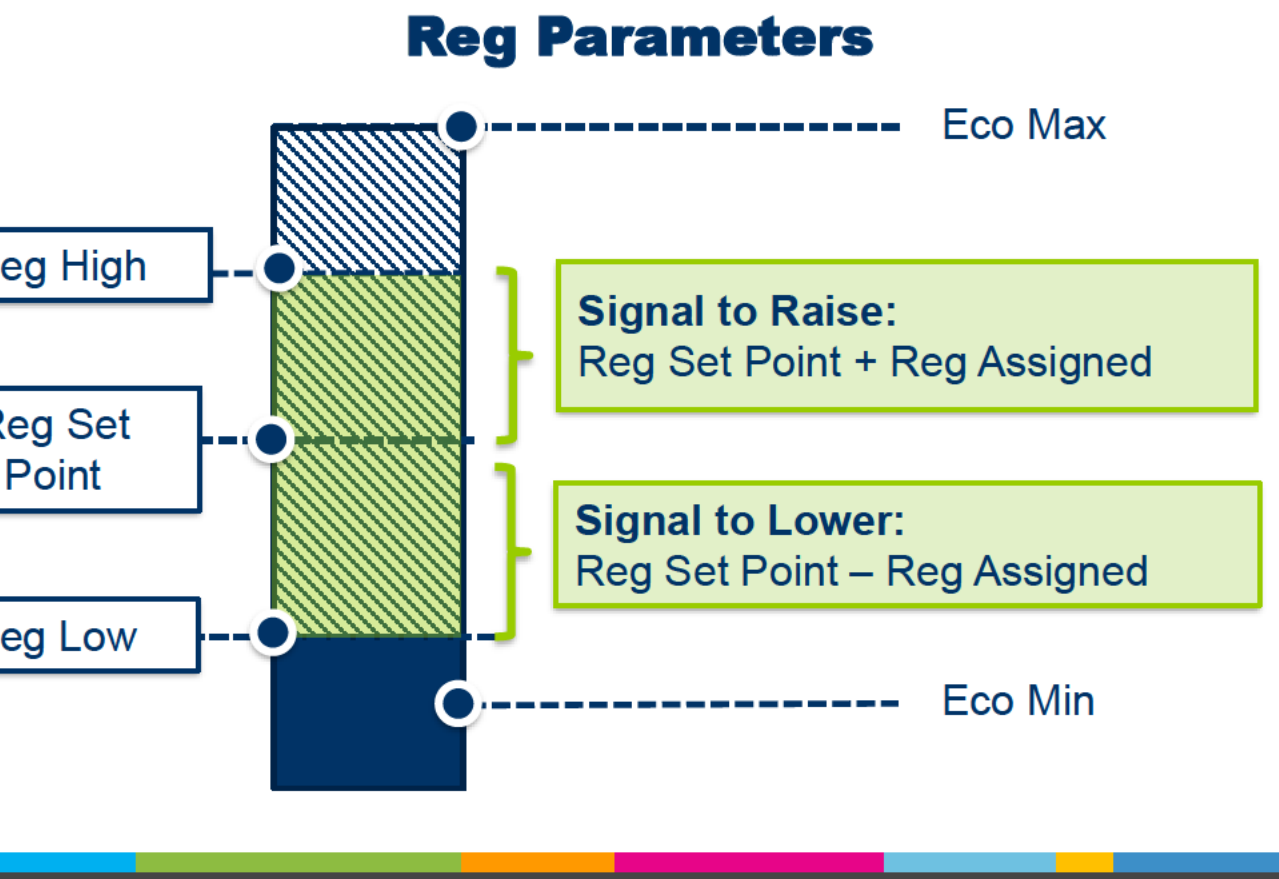 Reg Parameters
Eco Max
eg High
Signal to Raise:
Reg Set Point + Reg Assigned
Reg Set
Point
Signal to Lower:
Reg Set Point – Reg Assigned
eg Low
Eco Min